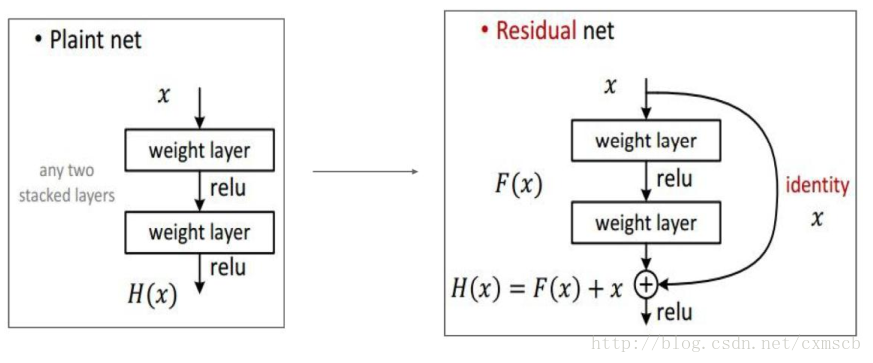 • Plaint net
x
weight layer
any two
stacked layers
relu
weight layer
relu
H(x)
• Residual net
x
weight layer
F(x)
relu
identity
x
weight layer
H(x) = F(x) + x
+
relu
http://blog.csdn.net/cxmscb